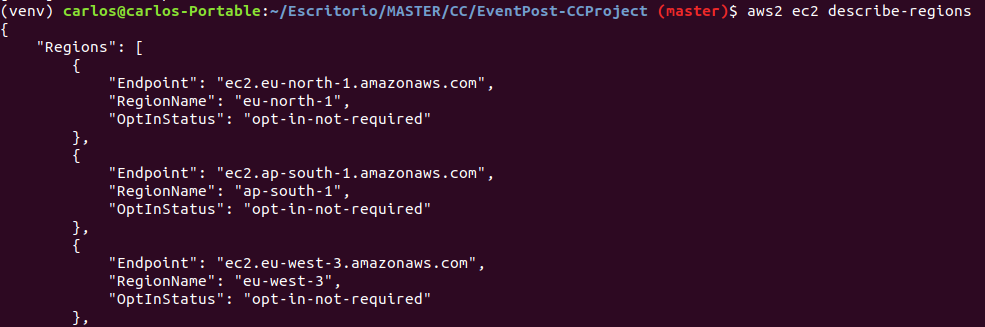 (venv) carlos@carlos-Portable:~/Escritorio/MASTER/CC/EventPost-CCProject (master)$ aws2 ec2 describe-regions
{
    "Regions": [
        {
            "Endpoint": "ec2.eu-north-1.amazonaws.com",
            "RegionName": "eu-north-1",
            "OptInStatus": "opt-in-not-required"
        },
        {
            "Endpoint": "ec2.ap-south-1.amazonaws.com",
            "RegionName": "ap-south-1",
            "OptInStatus": "opt-in-not-required"
        },
        {
            "Endpoint": "ec2.eu-west-3.amazonaws.com",
            "RegionName": "eu-west-3",
            "OptInStatus": "opt-in-not-required"
        },